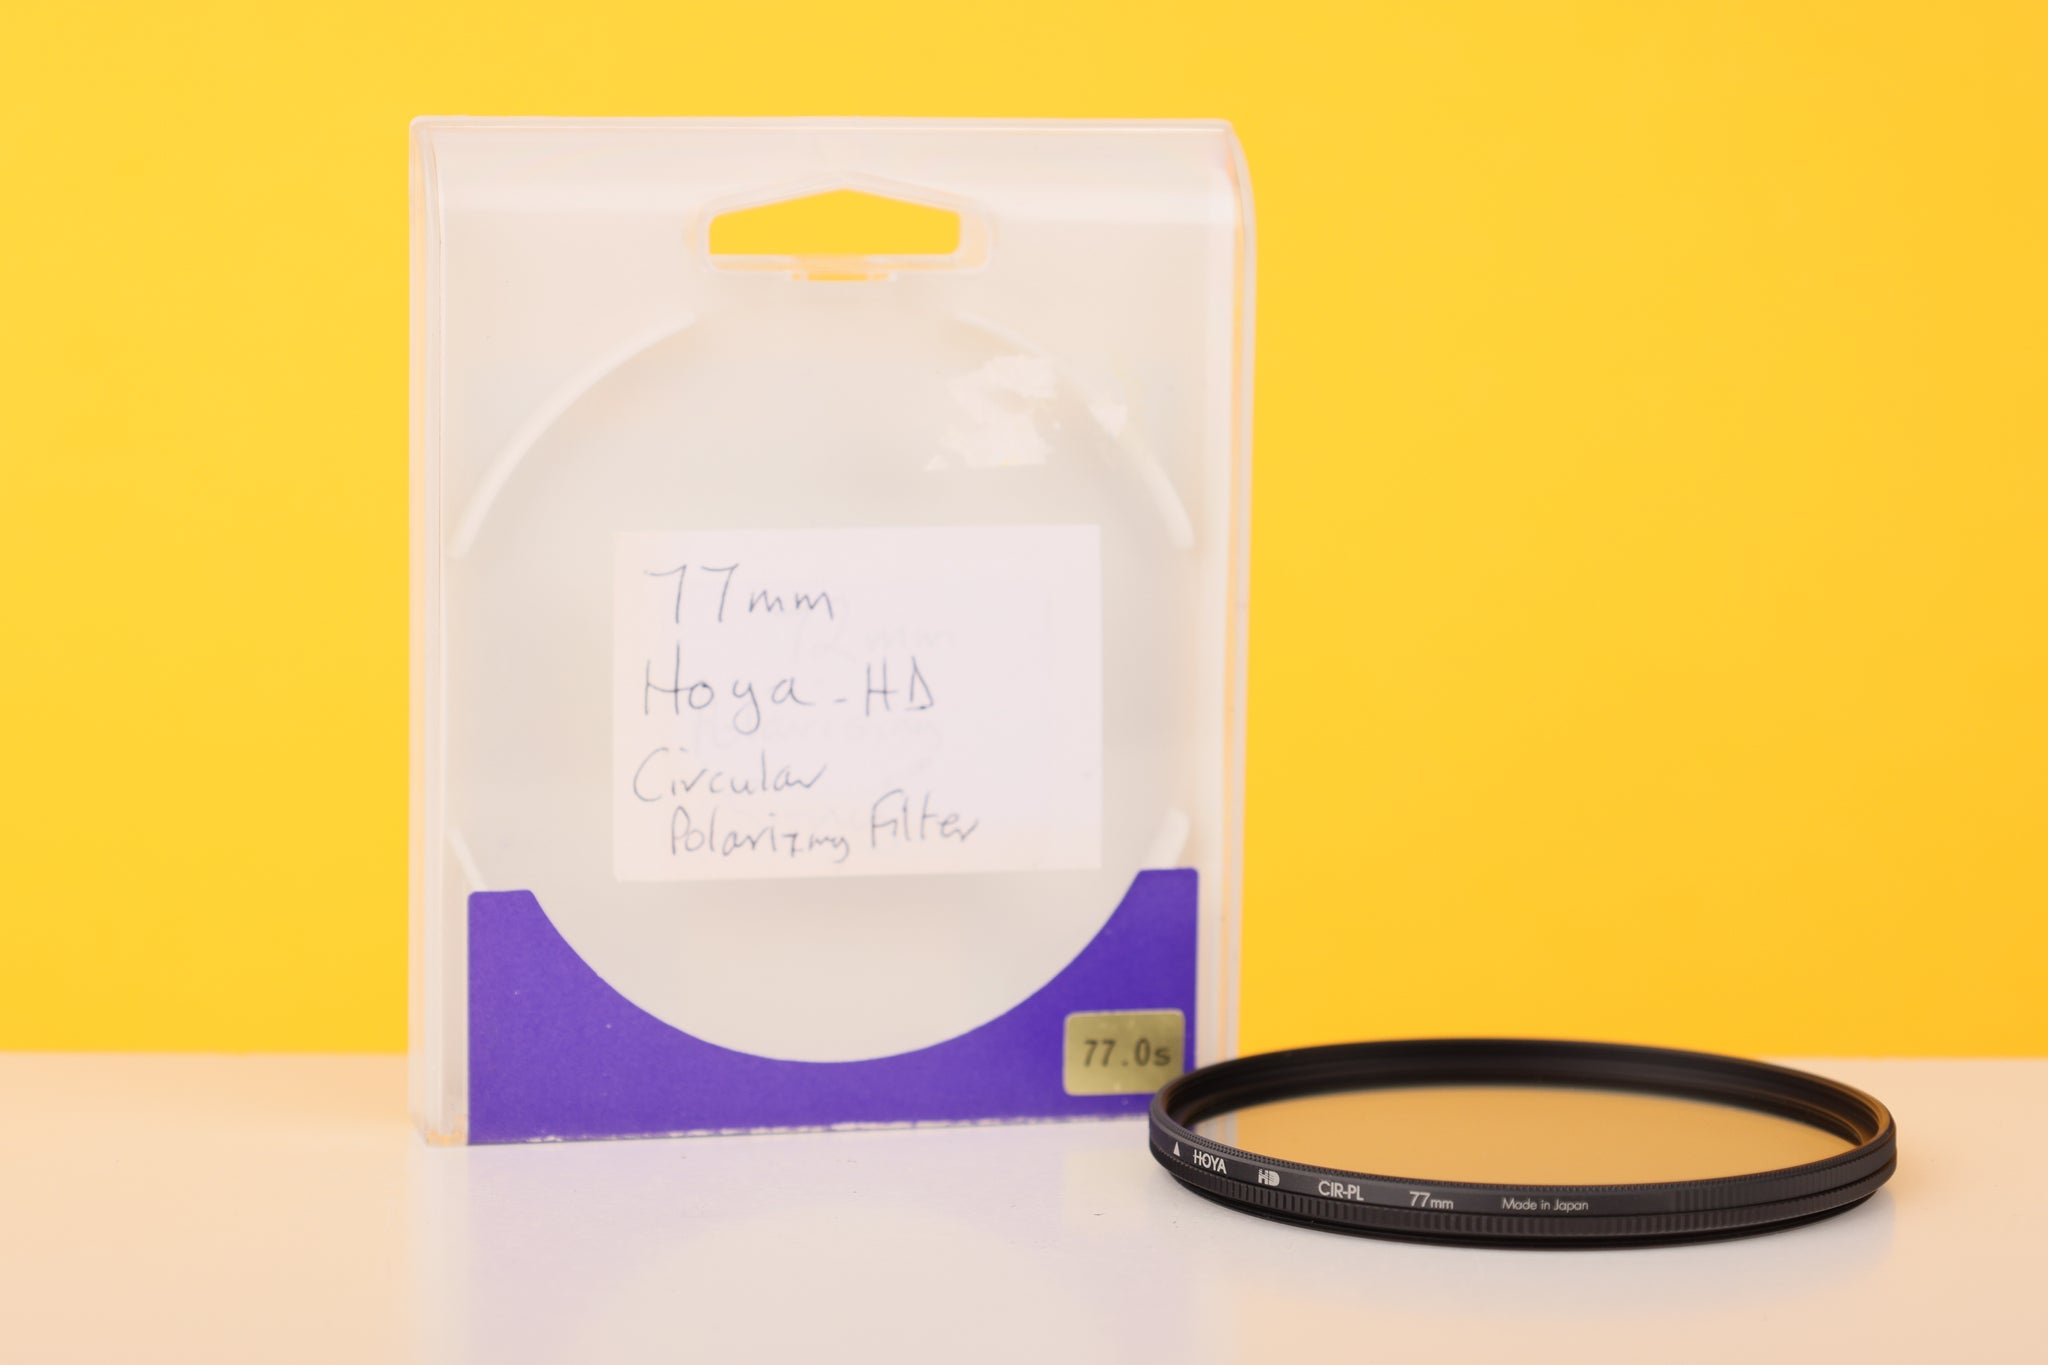 77mm
Hoya - HD
Circular
Polarizing Filter
77.0s
HOYA HD CIR-PL 77mm Made in Japan